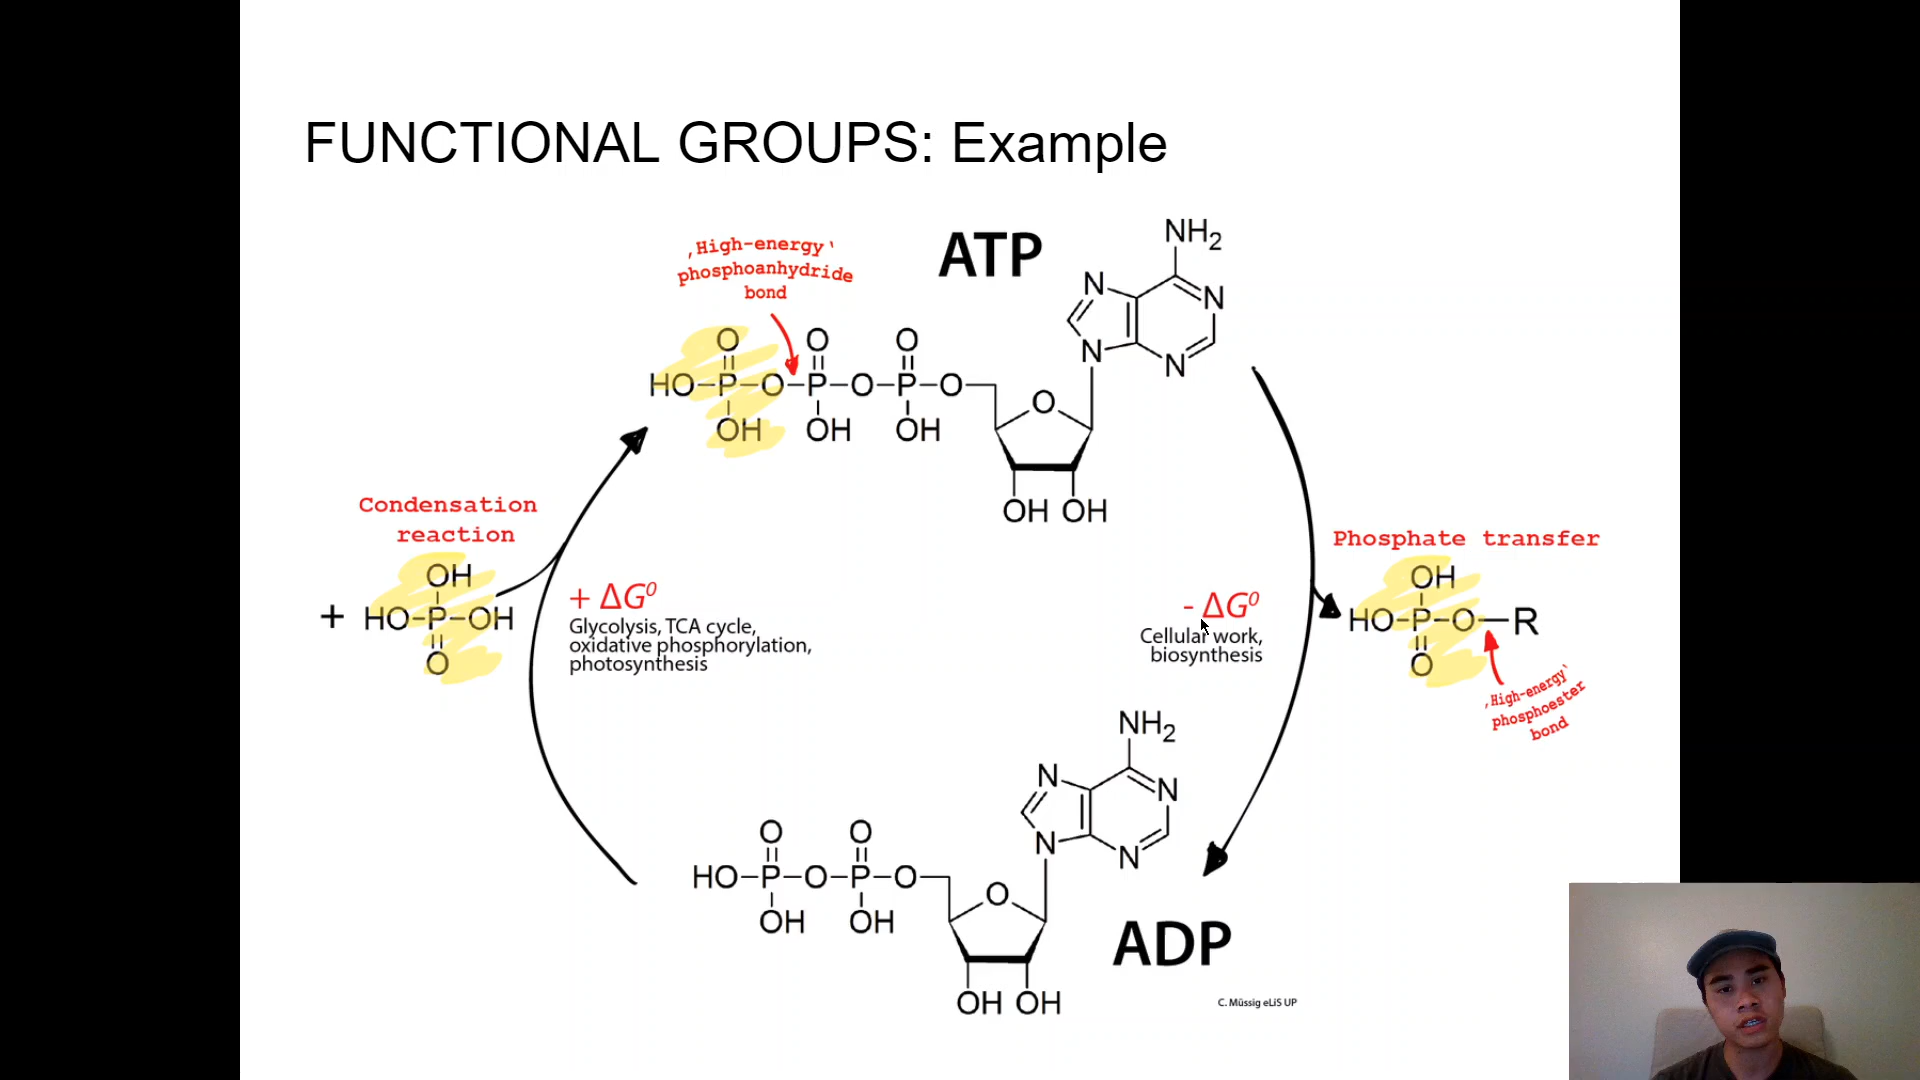 FUNCTIONAL GROUPS: Example
‚High-energy‘
phosphoanhydride
bond
ATP
NH2
N
N
N
N
O
O
O
HO-P-O-P-O-P-O
OH
OH
OH
O
OH OH
Condensation
reaction
OH
+ HO-P-OH
O
+ ΔG⁰
Glycolysis, TCA cycle,
oxidative phosphorylation,
photosynthesis
- ΔG⁰
Cellular work,
biosynthesis
Phosphate transfer
OH
HO-P-O-R
O
‚High-energy‘
phosphoester
bond
NH2
N
N
N
N
O
O
HO-P-O-P-O
OH
OH
O
OH OH
ADP
C. Müssig eLiS UP